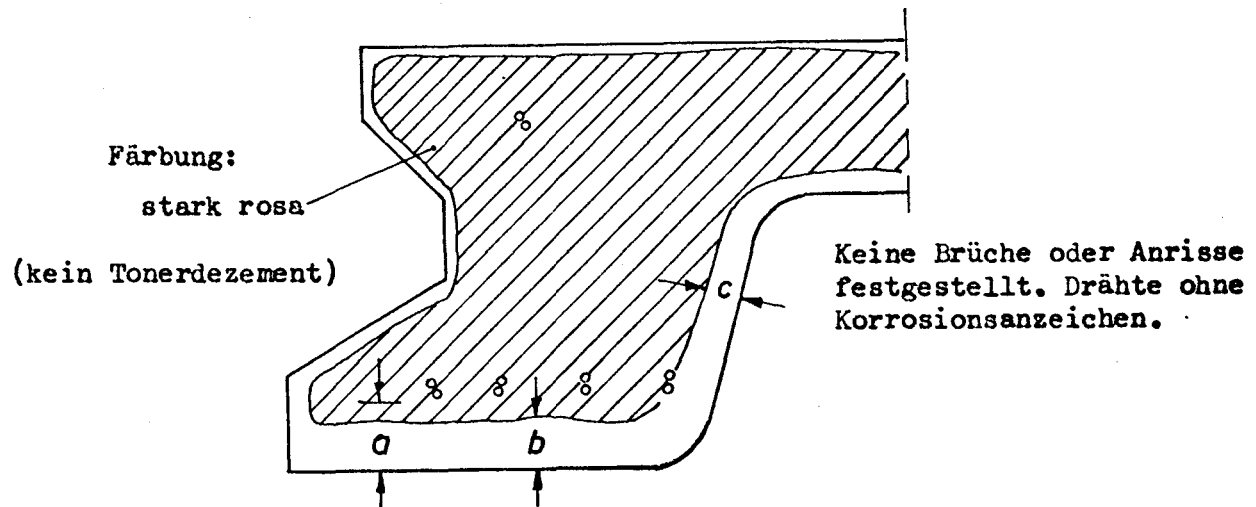 Färbung:
stark rosa
(kein Tonerdezement)
Keine Brüche oder Anrisse
festgestellt. Drähte ohne
Korrosionsanzeichen.
c
a
b